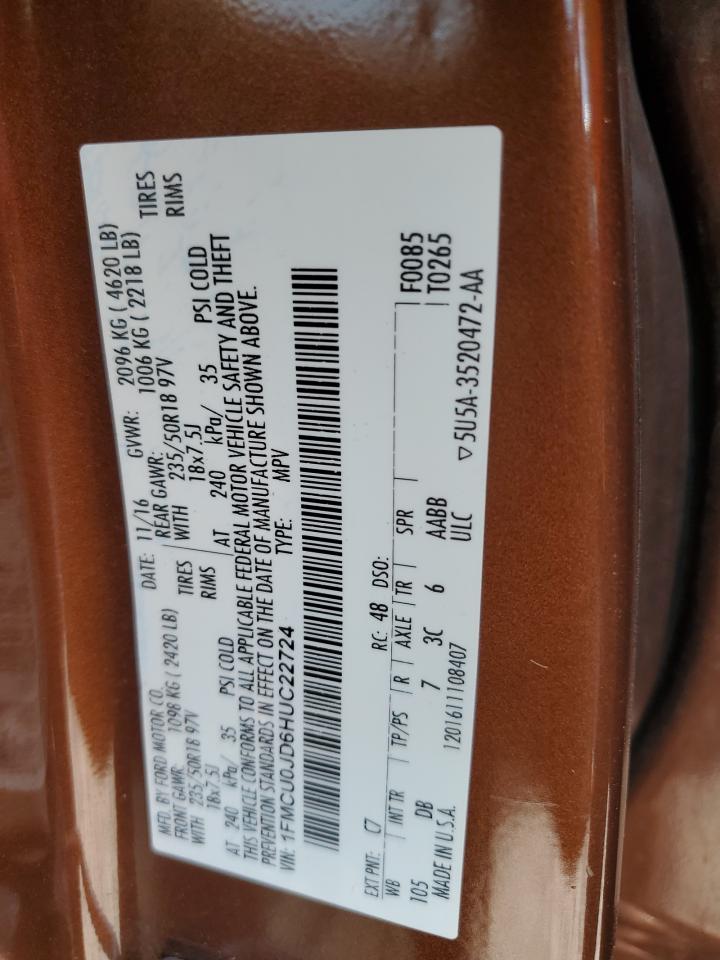 MFD. BY FORD MOTOR CO. DATE: 11/16 GVWR: 2096 KG ( 4620 LB)
FRONT GAWR: 1098 KG ( 2420 LB) REAR GAWR: 1006 KG ( 2218 LB)
WITH 235/50R18 97V TIRES WITH 235/50R18 97V TIRES
18x7.5J RIMS 18x7.5J RIMS
AT 240 kPa/ 35 PSI COLD AT 240 kPa/ 35 PSI COLD
THIS VEHICLE CONFORMS TO ALL APPLICABLE FEDERAL MOTOR VEHICLE SAFETY AND THEFT
PREVENTION STANDARDS IN EFFECT ON THE DATE OF MANUFACTURE SHOWN ABOVE.
VIN: 1FMCU0JD6HUC22724 TYPE: MPV
EXT PNT: C7 RC: 48 DSO: F0085
WB INT TR TP/PS R AXLE TR SPR T0265
105 DB 7 3C 6 AABB ▽5U5A-3520472-AA
MADE IN U.S.A. 1201611108407 ULC